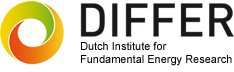 DIFFER
Dutch Institute for
Fundamental Energy Research